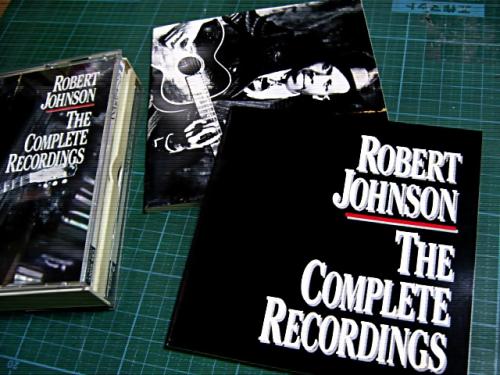 ROBERT
JOHNSON
THE
COMPLETE
RECORDINGS
ROBERT
JOHNSON
THE
COMPLETE
RECORDINGS